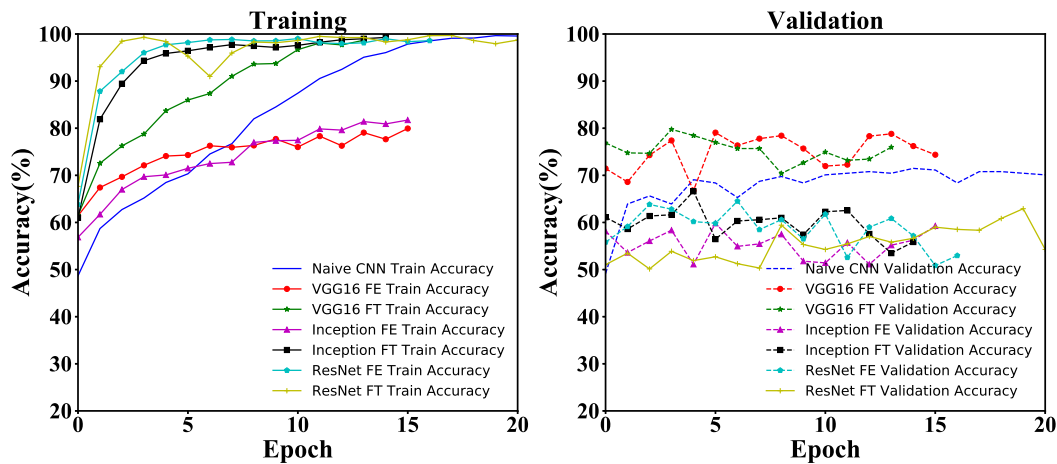 Training
Accuracy(%)
100
90
80
70
60
50
40
30
20
0
5
10
15
20
Epoch
Naive CNN Train Accuracy
VGG16 FE Train Accuracy
VGG16 FT Train Accuracy
Inception FE Train Accuracy
Inception FT Train Accuracy
ResNet FE Train Accuracy
ResNet FT Train Accuracy
Validation
Accuracy(%)
100
90
80
70
60
50
40
30
20
0
5
10
15
20
Epoch
Naive CNN Validation Accuracy
VGG16 FE Validation Accuracy
VGG16 FT Validation Accuracy
Inception FE Validation Accuracy
Inception FT Validation Accuracy
ResNet FE Validation Accuracy
ResNet FT Validation Accuracy